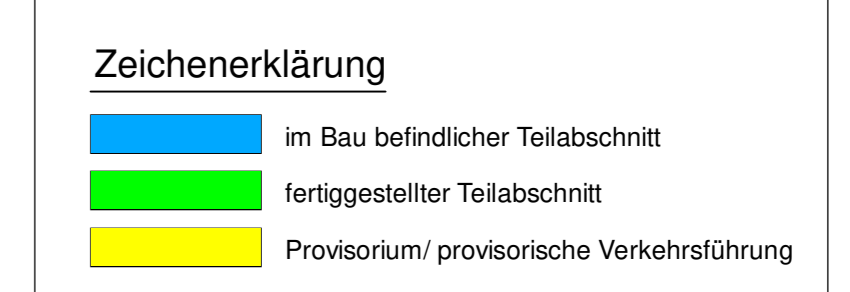 Zeichenerklärung
im Bau befindlicher Teilabschnitt
fertiggestellter Teilabschnitt
Provisorium/ provisorische Verkehrsführung